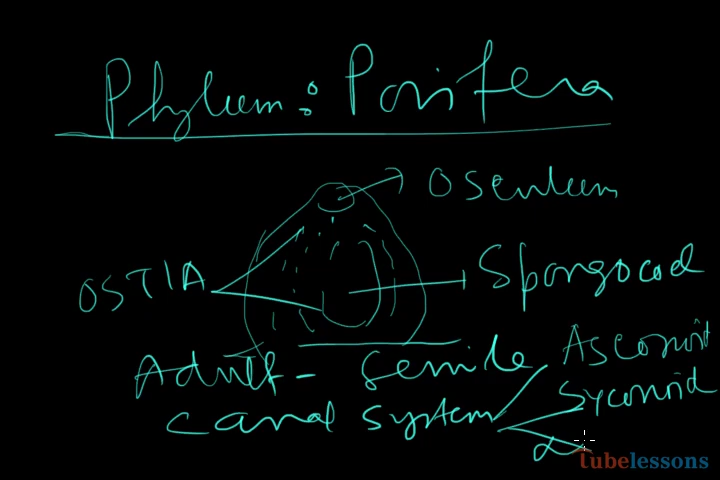 Phylum : Porifera
Osculum
OSTIA
Spongocoel
Adult - Sessile
Asconoid
Canal system
Syconoid
tubelessons